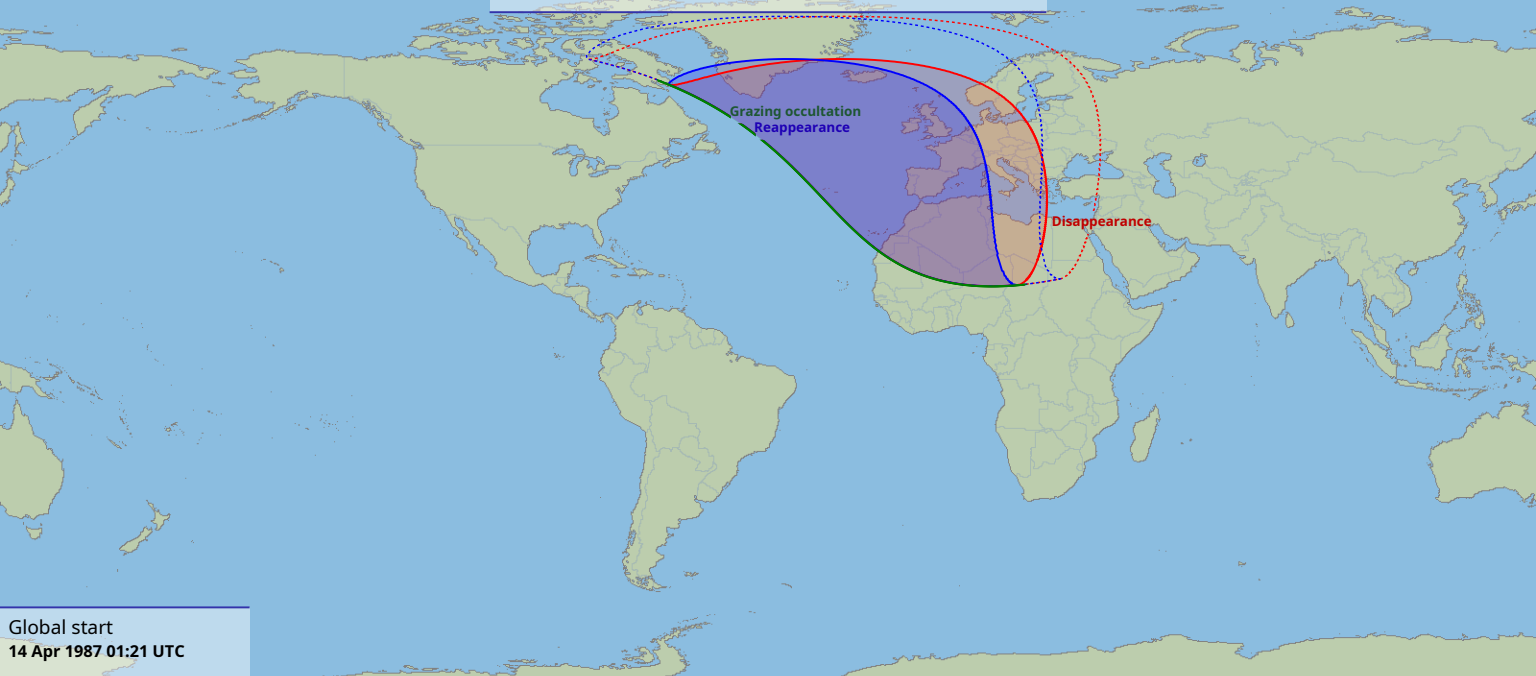 Grazing occultation
Reappearance
Disappearance
Global start
14 Apr 1987 01:21 UTC